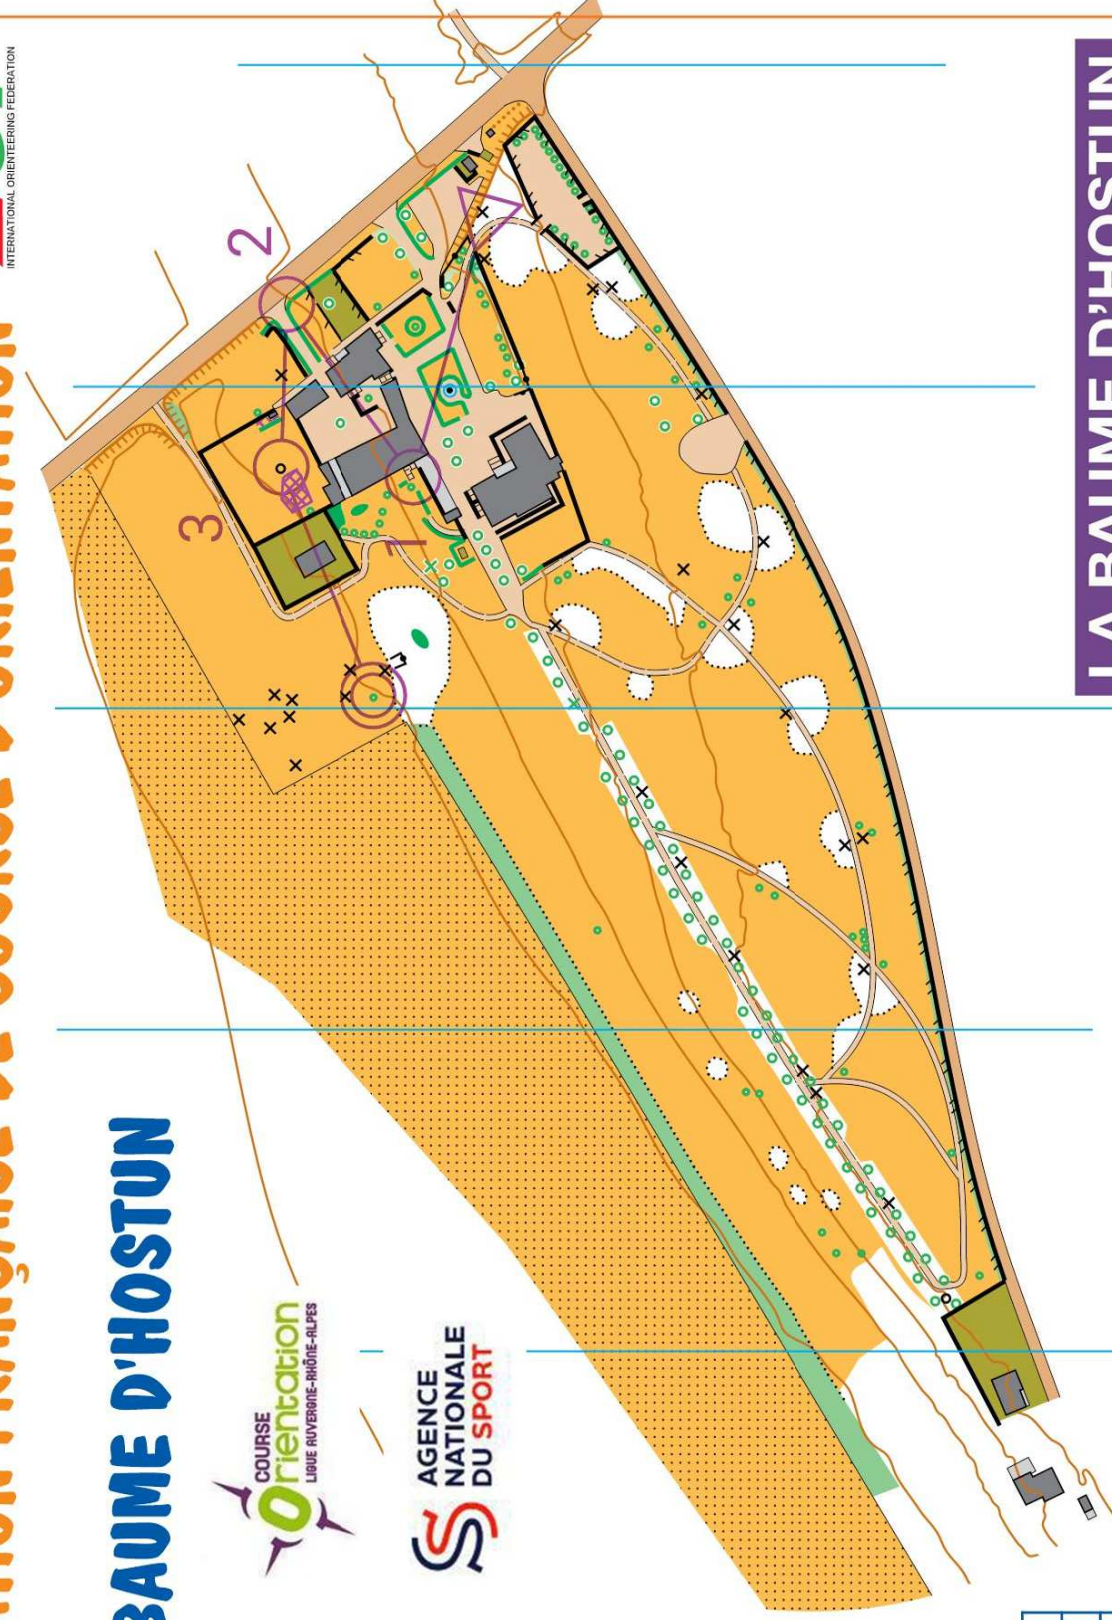 INTERNATIONAL ORIENTEERING FEDERATION
BAUME D'HOSTUN
2
3
1
COURSE
Orientation
LIGUE AUVERGNE-RHÔNE-ALPES
AGENCE
NATIONALE
DU SPORT
LA BAUME D'HOSTUN